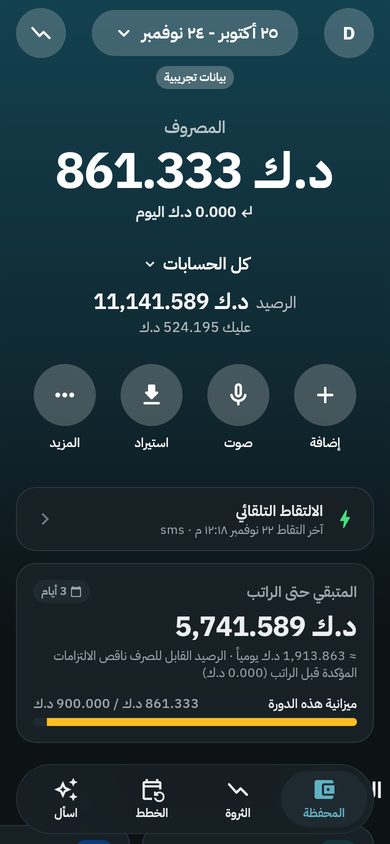 D
٢٥ أكتوبر - ٢٤ نوفمبر
بيانات تجريبية
المصروف
د.ك 861.333
↵ 0.000 د.ك اليوم
كل الحسابات
الرصيد د.ك 11,141.589
عليك 524.195 د.ك
إضافة
صوت
استيراد
المزيد
الالتقاط التلقائي
آخر التقاط ٢٢ نوفمبر ١٢:١٨ م · sms
المتبقي حتى الراتب
3 أيام
د.ك 5,741.589
≈ 1,913.863 د.ك يومياً · الرصيد القابل للصرف ناقص الالتزامات
المؤكدة قبل الراتب (0.000 د.ك)
ميزانية هذه الدورة
861.333 د.ك / 900.000 د.ك
المحفظة
الثروة
الخطط
اسأل